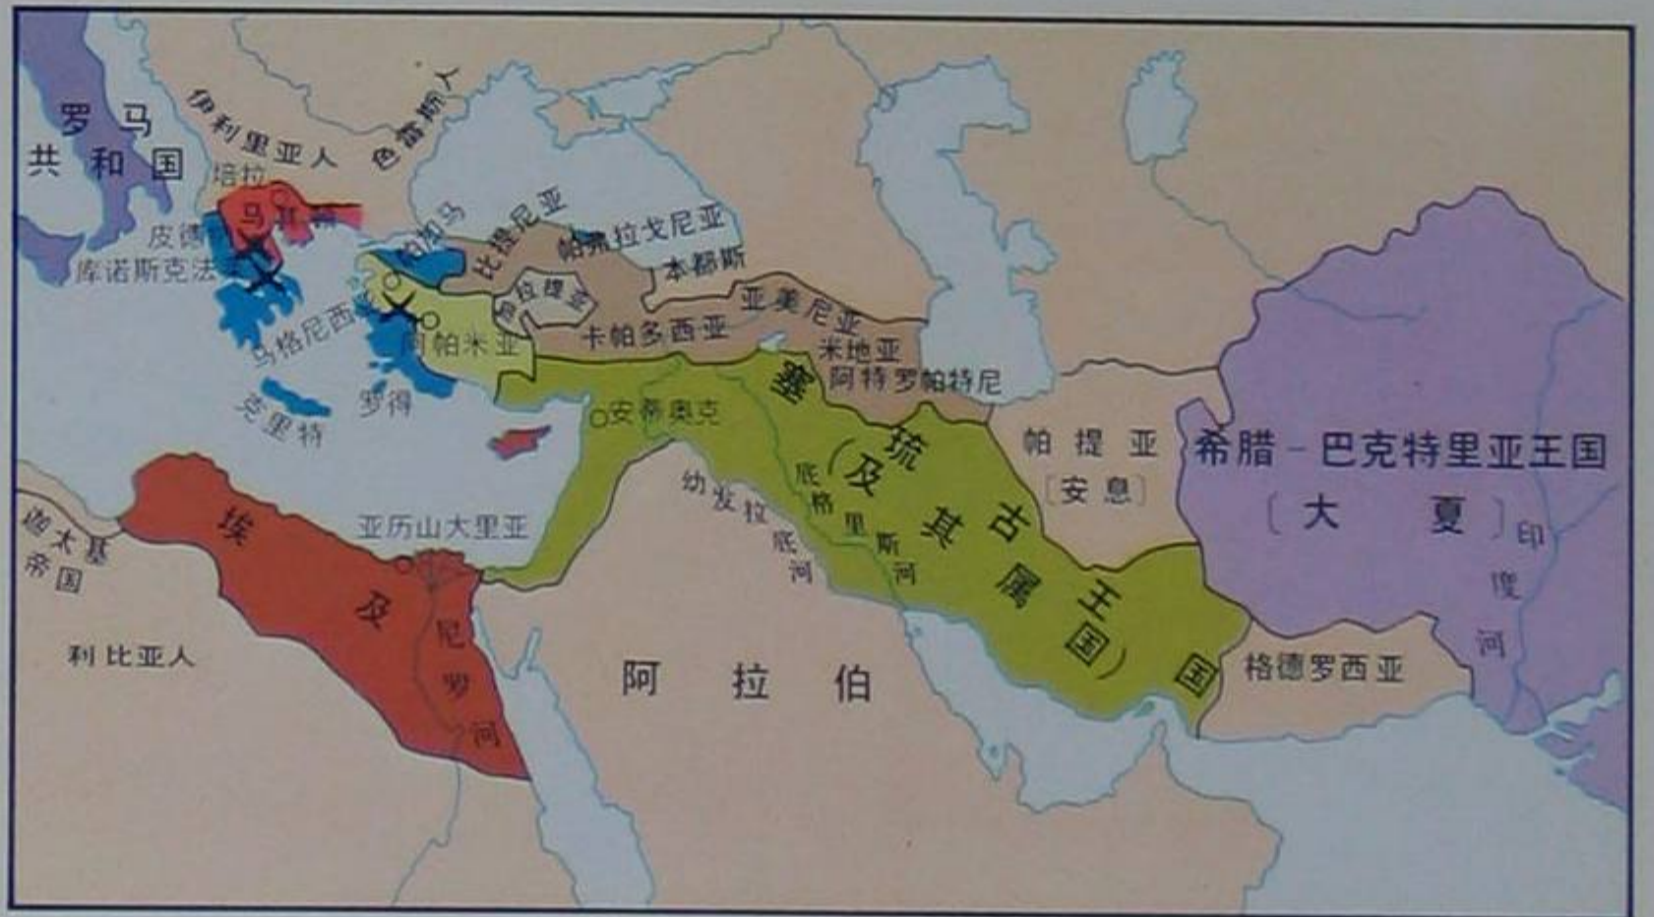 罗马
共和国
伊利里亚人
色雷斯人
培拉
马其顿
皮德
库诺斯克法
帕加马
比提尼亚
帕弗拉戈尼亚
本都斯
加拉提亚
亚美尼亚
卡帕多西亚
米地亚
阿特罗帕特尼
马格尼西亚
阿帕米亚
罗得
克里特
安蒂奥克
塞琉古王国
(及其属国)
帕提亚
[安息]
希腊-巴克特里亚王国
[大夏]
印度河
幼发拉底河
底格里斯河
迦太基
帝国
埃及
亚历山大里亚
尼罗河
利比亚人
阿拉伯
格德罗西亚